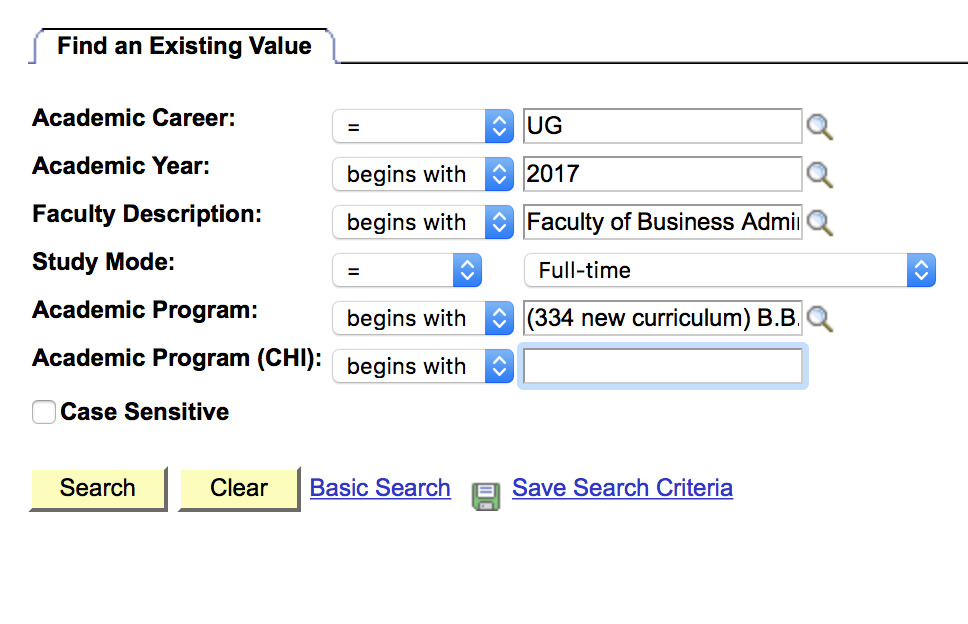 Find an Existing Value
Academic Career: = UG
Academic Year: begins with 2017
Faculty Description: begins with Faculty of Business Admi
Study Mode: = Full-time
Academic Program: begins with (334 new curriculum) B.B.
Academic Program (CHI): begins with
Case Sensitive
Search Clear Basic Search Save Search Criteria